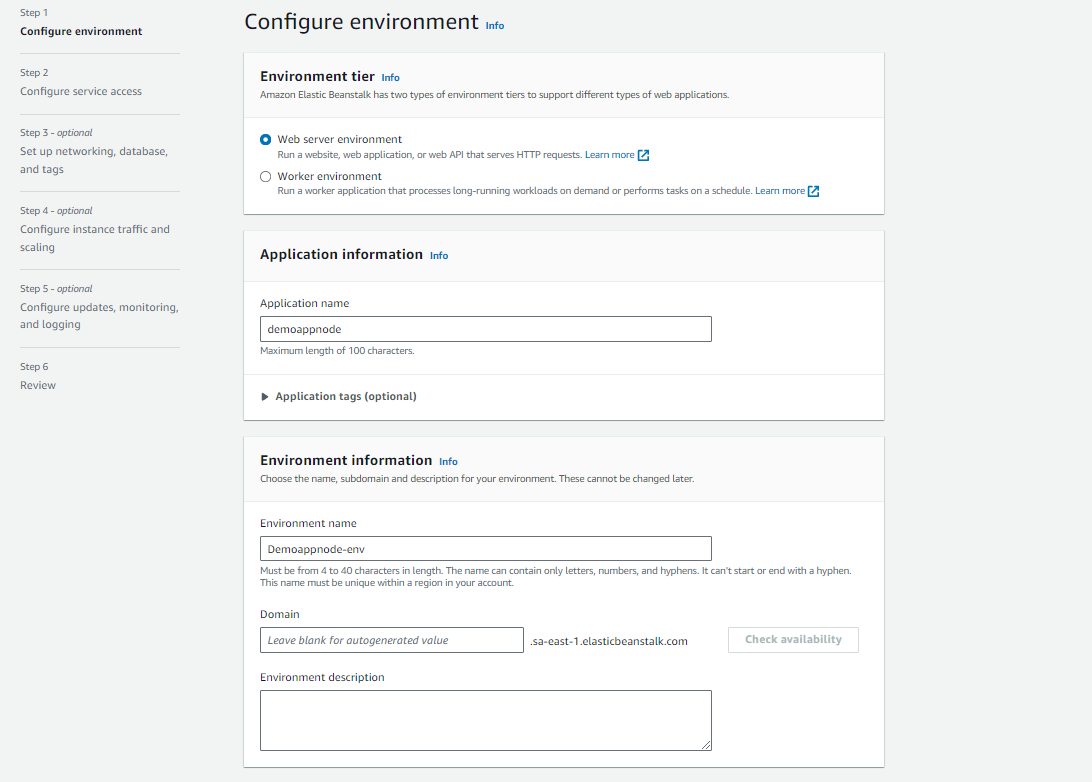 Step 1
Configure environment
Step 2
Configure service access
Step 3 - optional
Set up networking, database,
and tags
Step 4 - optional
Configure instance traffic and
scaling
Step 5 - optional
Configure updates, monitoring,
and logging
Step 6
Review
Configure environment Info
Environment tier Info
Amazon Elastic Beanstalk has two types of environment tiers to support different types of web applications.
Web server environment
Run a website, web application, or web API that serves HTTP requests. Learn more
Worker environment
Run a worker application that processes long-running workloads on demand or performs tasks on a schedule. Learn more
Application information Info
Application name
demoappnode
Maximum length of 100 characters.
Application tags (optional)
Environment information Info
Choose the name, subdomain and description for your environment. These cannot be changed later.
Environment name
Demoappnode-env
Must be from 4 to 40 characters in length. The name can contain only letters, numbers, and hyphens. It can't start or end with a hyphen.
This name must be unique within a region in your account.
Domain
Leave blank for autogenerated value .sa-east-1.elasticbeanstalk.com Check availability
Environment description